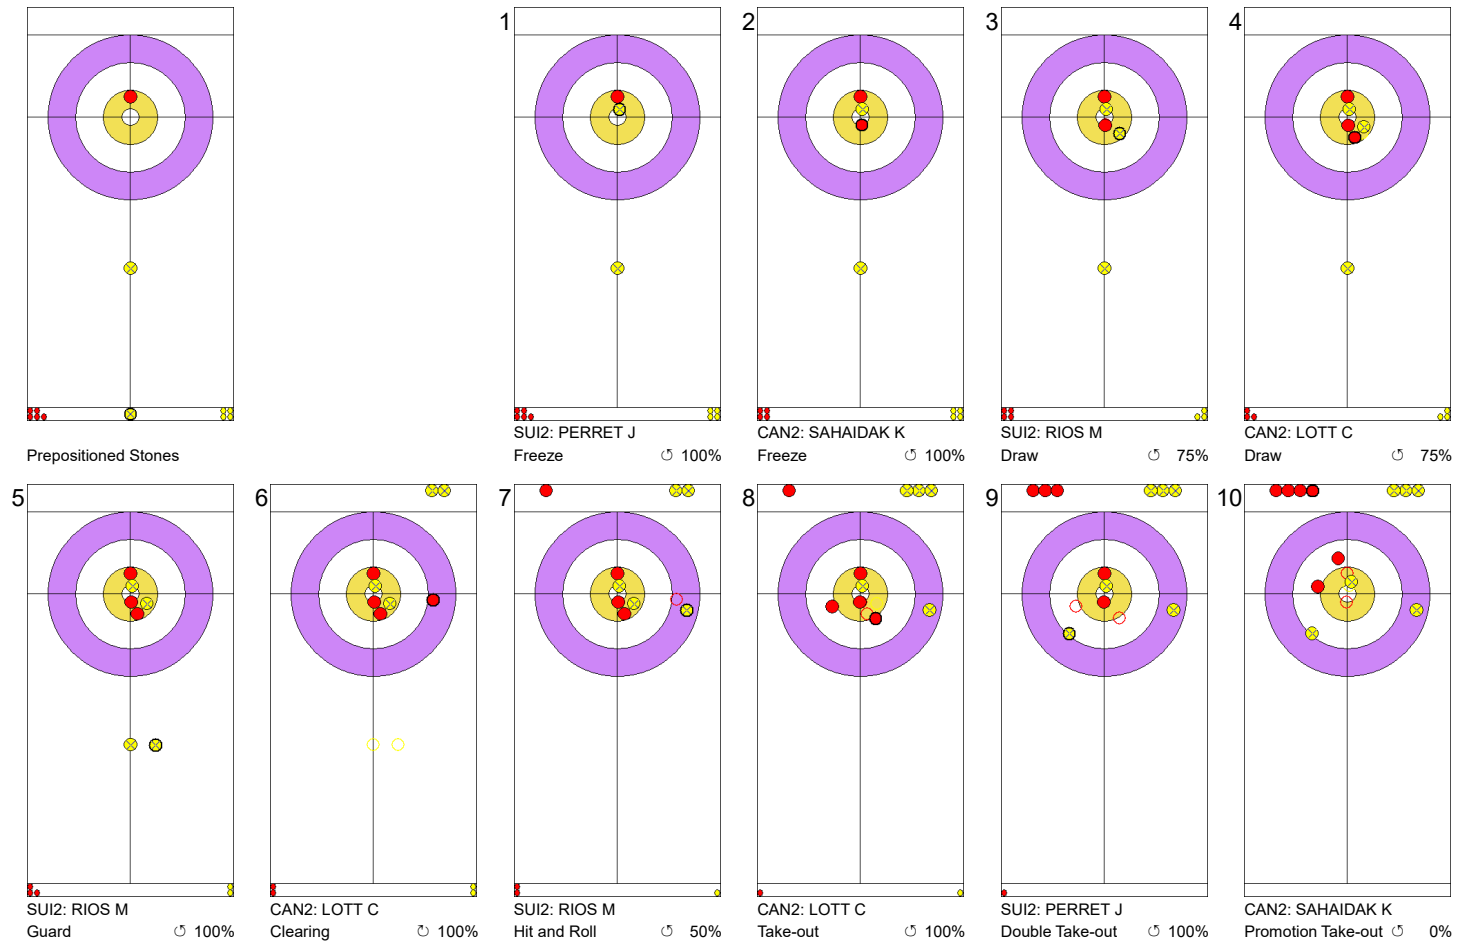 Prepositioned Stones
1
SUI2: PERRET J
Freeze ↺ 100%
2
CAN2: SAHAIDAK K
Freeze ↺ 100%
3
SUI2: RIOS M
Draw ↺ 75%
4
CAN2: LOTT C
Draw ↺ 75%
5
SUI2: RIOS M
Guard ↺ 100%
6
CAN2: LOTT C
Clearing ↻ 100%
7
SUI2: RIOS M
Hit and Roll ↺ 50%
8
CAN2: LOTT C
Take-out ↺ 100%
9
SUI2: PERRET J
Double Take-out ↺ 100%
10
CAN2: SAHAIDAK K
Promotion Take-out ↺ 0%